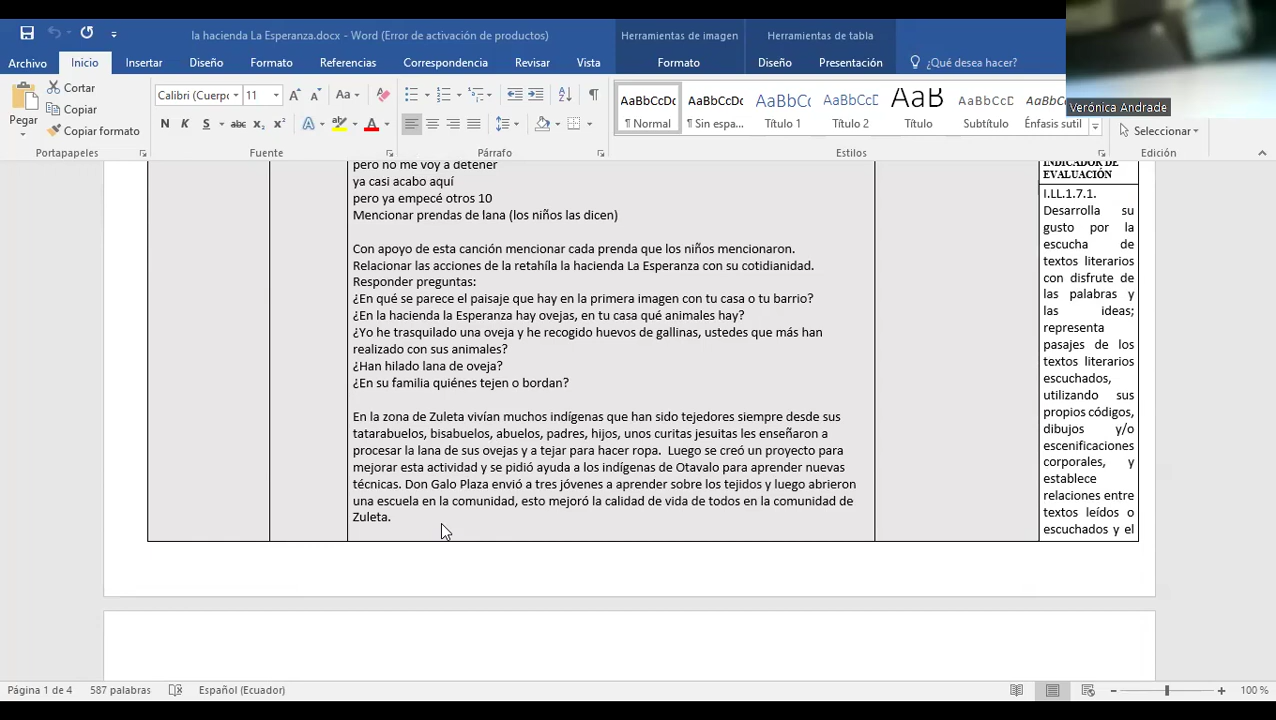 la hacienda La Esperanza.docx - Word (Error de activación de productos)
Herramientas de imagen
Herramientas de tabla
Archivo
Inicio
Insertar
Diseño
Formato
Referencias
Correspondencia
Revisar
Vista
Formato
Diseño
Presentación
¿Qué desea hacer?
Verónica Andrade
Pegar
Cortar
Copiar
Copiar formato
Portapapeles
Calibri (Cuerpo
11
Fuente
Párrafo
AaBbCcDc
¶ Normal
AaBbCcDc
¶ Sin espa...
AaBbCc
Título 1
AaBbCcC
Título 2
AaB
Título
AaBbCcC
Subtítulo
AaBbCcDc
Énfasis sutil
Estilos
Seleccionar
Edición
pero no me voy a detener
ya casi acabo aquí
pero ya empecé otros 10
Mencionar prendas de lana (los niños las dicen)
Con apoyo de esta canción mencionar cada prenda que los niños mencionaron.
Relacionar las acciones de la retahíla la hacienda La Esperanza con su cotidianidad.
Responder preguntas:
¿En qué se parece el paisaje que hay en la primera imagen con tu casa o tu barrio?
¿En la hacienda la Esperanza hay ovejas, en tu casa qué animales hay?
¿Yo he trasquilado una oveja y he recogido huevos de gallinas, ustedes que más han
realizado con sus animales?
¿Han hilado lana de oveja?
¿En su familia quiénes tejen o bordan?
En la zona de Zuleta vivían muchos indígenas que han sido tejedores siempre desde sus
tatarabuelos, bisabuelos, abuelos, padres, hijos, unos curitas jesuitas les enseñaron a
procesar la lana de sus ovejas y a tejar para hacer ropa. Luego se creó un proyecto para
mejorar esta actividad y se pidió ayuda a los indígenas de Otavalo para aprender nuevas
técnicas. Don Galo Plaza envió a tres jóvenes a aprender sobre los tejidos y luego abrieron
una escuela en la comunidad, esto mejoró la calidad de vida de todos en la comunidad de
Zuleta.
INDICADOR DE
EVALUACIÓN
I.LL.1.7.1.
Desarrolla su
gusto por la
escucha de
textos literarios
con disfrute de
las palabras y
las ideas;
representa
pasajes de los
textos literarios
escuchados,
utilizando sus
propios códigos,
dibujos y/o
escenificaciones
corporales, y
establece
relaciones entre
textos leídos o
escuchados y el
Página 1 de 4
587 palabras
Español (Ecuador)
100 %